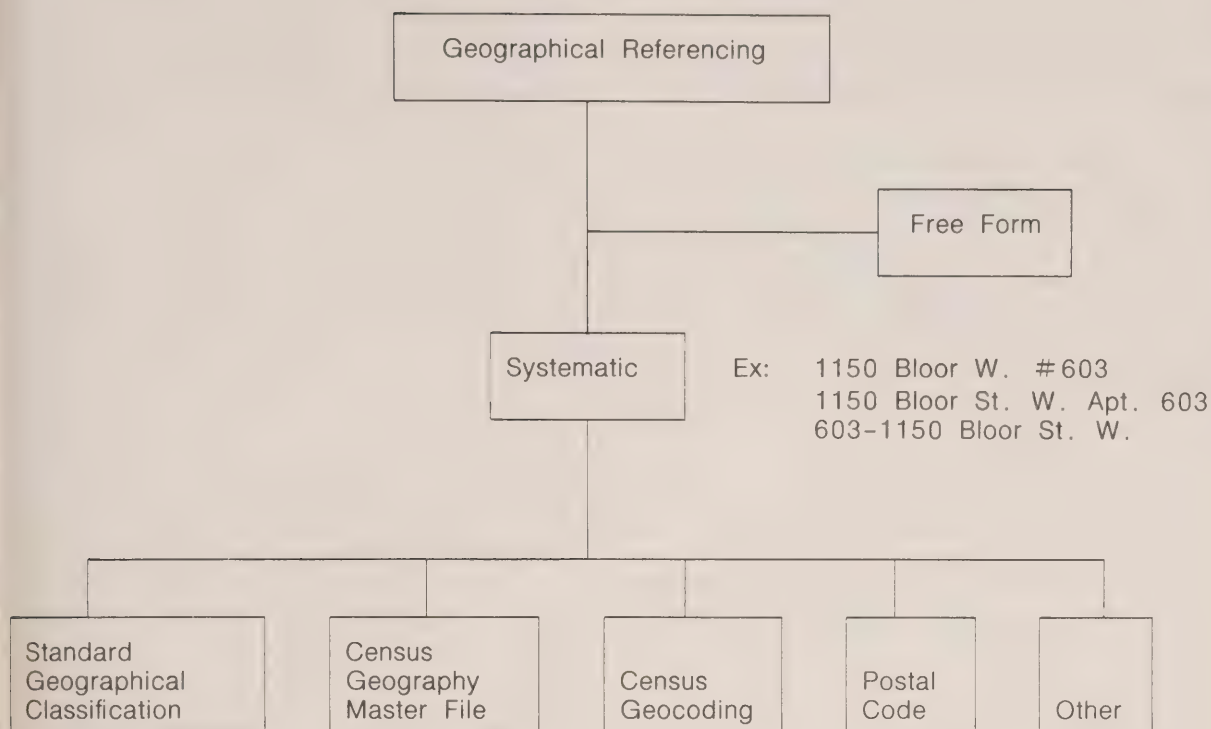 Geographical Referencing
Free Form
Systematic
Ex: 1150 Bloor W. #603
1150 Bloor St. W. Apt. 603
603-1150 Bloor St. W.
Standard
Geographical
Classification
Census
Geography
Master File
Census
Geocoding
Postal
Code
Other